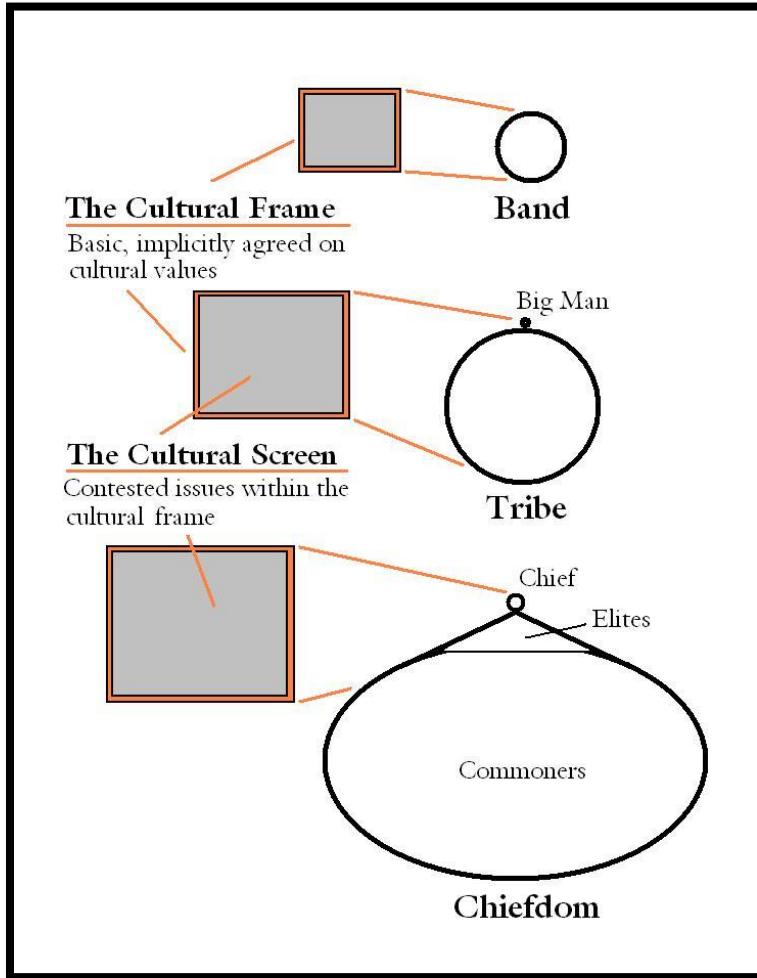 Band
The Cultural Frame
Basic, implicitly agreed on
cultural values
Big Man
The Cultural Screen
Contested issues within the
cultural frame
Tribe
Chief
Elites
Commoners
Chiefdom